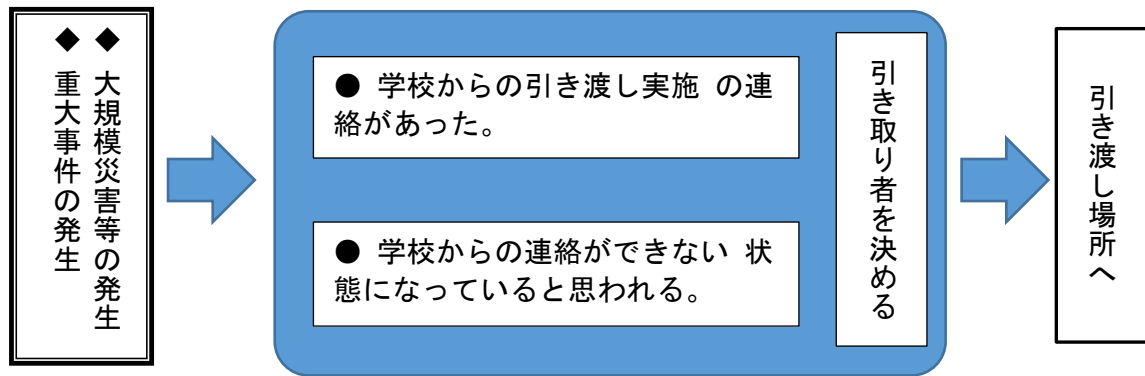 ◆ 大規模災害等の発生
◆ 重大事件の発生
● 学校からの引き渡し実施 の連
絡があった。
● 学校からの連絡ができない 状
態になっていると思われる。
引き取り者を決める
引き渡し場所へ